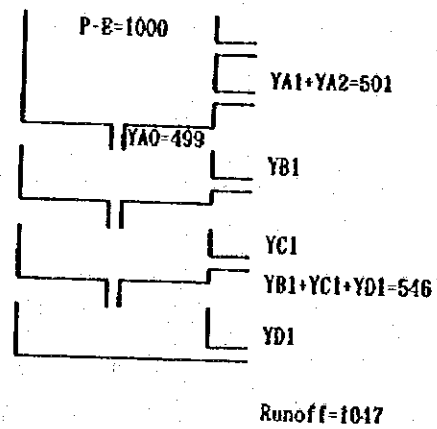 P-E=1000
YA1+YA2=501
YA0=499
YB1
YC1
YB1+YC1+YD1=546
YD1
Runoff=1047